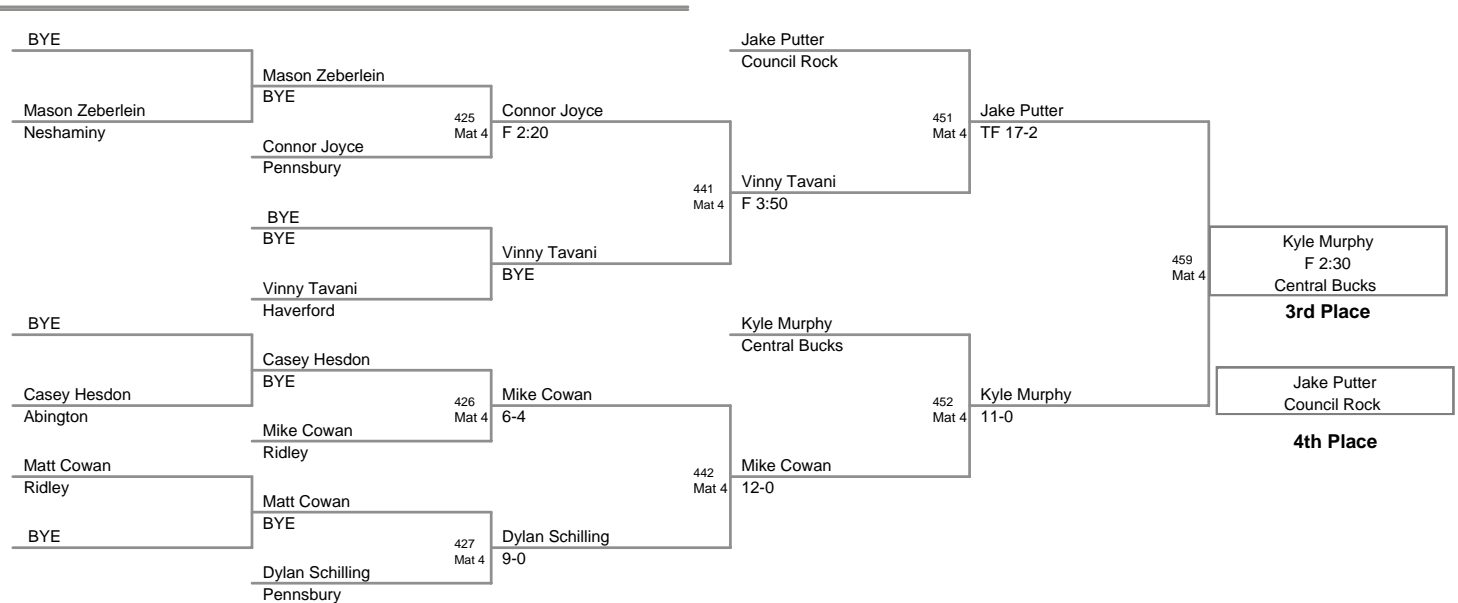 BYE
Mason Zeberlein
Neshaminy
Mason Zeberlein
BYE
Connor Joyce
Pennsbury
425
Mat 4
Connor Joyce
F 2:20
BYE
BYE
Vinny Tavani
Haverford
Vinny Tavani
BYE
441
Mat 4
Vinny Tavani
F 3:50
Jake Putter
Council Rock
451
Mat 4
Jake Putter
TF 17-2
BYE
Casey Hesdon
Abington
Casey Hesdon
BYE
Mike Cowan
Ridley
426
Mat 4
Mike Cowan
6-4
Matt Cowan
Ridley
BYE
Matt Cowan
BYE
Dylan Schilling
Pennsbury
427
Mat 4
Dylan Schilling
9-0
442
Mat 4
Mike Cowan
12-0
Kyle Murphy
Central Bucks
452
Mat 4
Kyle Murphy
11-0
459
Mat 4
Kyle Murphy
F 2:30
Central Bucks
3rd Place
Jake Putter
Council Rock
4th Place